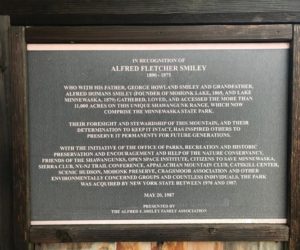 IN RECOGNITION OF
ALFRED FLETCHER SMILEY
1890 - 1975
WHO WITH HIS FATHER, GEORGE HOWLAND SMILEY AND GRANDFATHER,
ALFRED HOMANS SMILEY (FOUNDER OF MOHONK LAKE, 1869, AND LAKE
MINNEWASKA, 1879) GATHERED, LOVED, AND ACCESSED THE MORE THAN
11,000 ACRES ON THIS UNIQUE SHAWANGUNK RANGE, WHICH NOW
COMPRISE THE MINNEWASKA STATE PARK.
THEIR FORESIGHT AND STEWARDSHIP OF THIS MOUNTAIN, AND THEIR
DETERMINATION TO KEEP IT INTACT, HAS INSPIRED OTHERS TO
PRESERVE IT PERMANENTLY FOR FUTURE GENERATIONS.
WITH THE INITIATIVE OF THE OFFICE OF PARKS, RECREATION AND HISTORIC
PRESERVATION AND ENCOURAGEMENT AND HELP OF THE NATURE CONSERVANCY,
FRIENDS OF THE SHAWANGUNKS, OPEN SPACE INSTITUTE, CITIZENS TO SAVE MINNEWASKA,
SIERRA CLUB, NY-NJ TRAIL CONFERENCE, APPALACHIAN MOUNTAIN CLUB, CATSKILL CENTER,
SCENIC HUDSON, MOHONK PRESERVE, CRAGSMOOR ASSOCIATION AND OTHER
ENVIRONMENTALLY CONCERNED GROUPS AND COUNTLESS INDIVIDUALS, THE PARK
WAS ACQUIRED BY NEW YORK STATE BETWEEN 1970 AND 1987.
MAY 20, 1987
PRESENTED BY
THE ALFRED F. SMILEY FAMILY ASSOCIATION